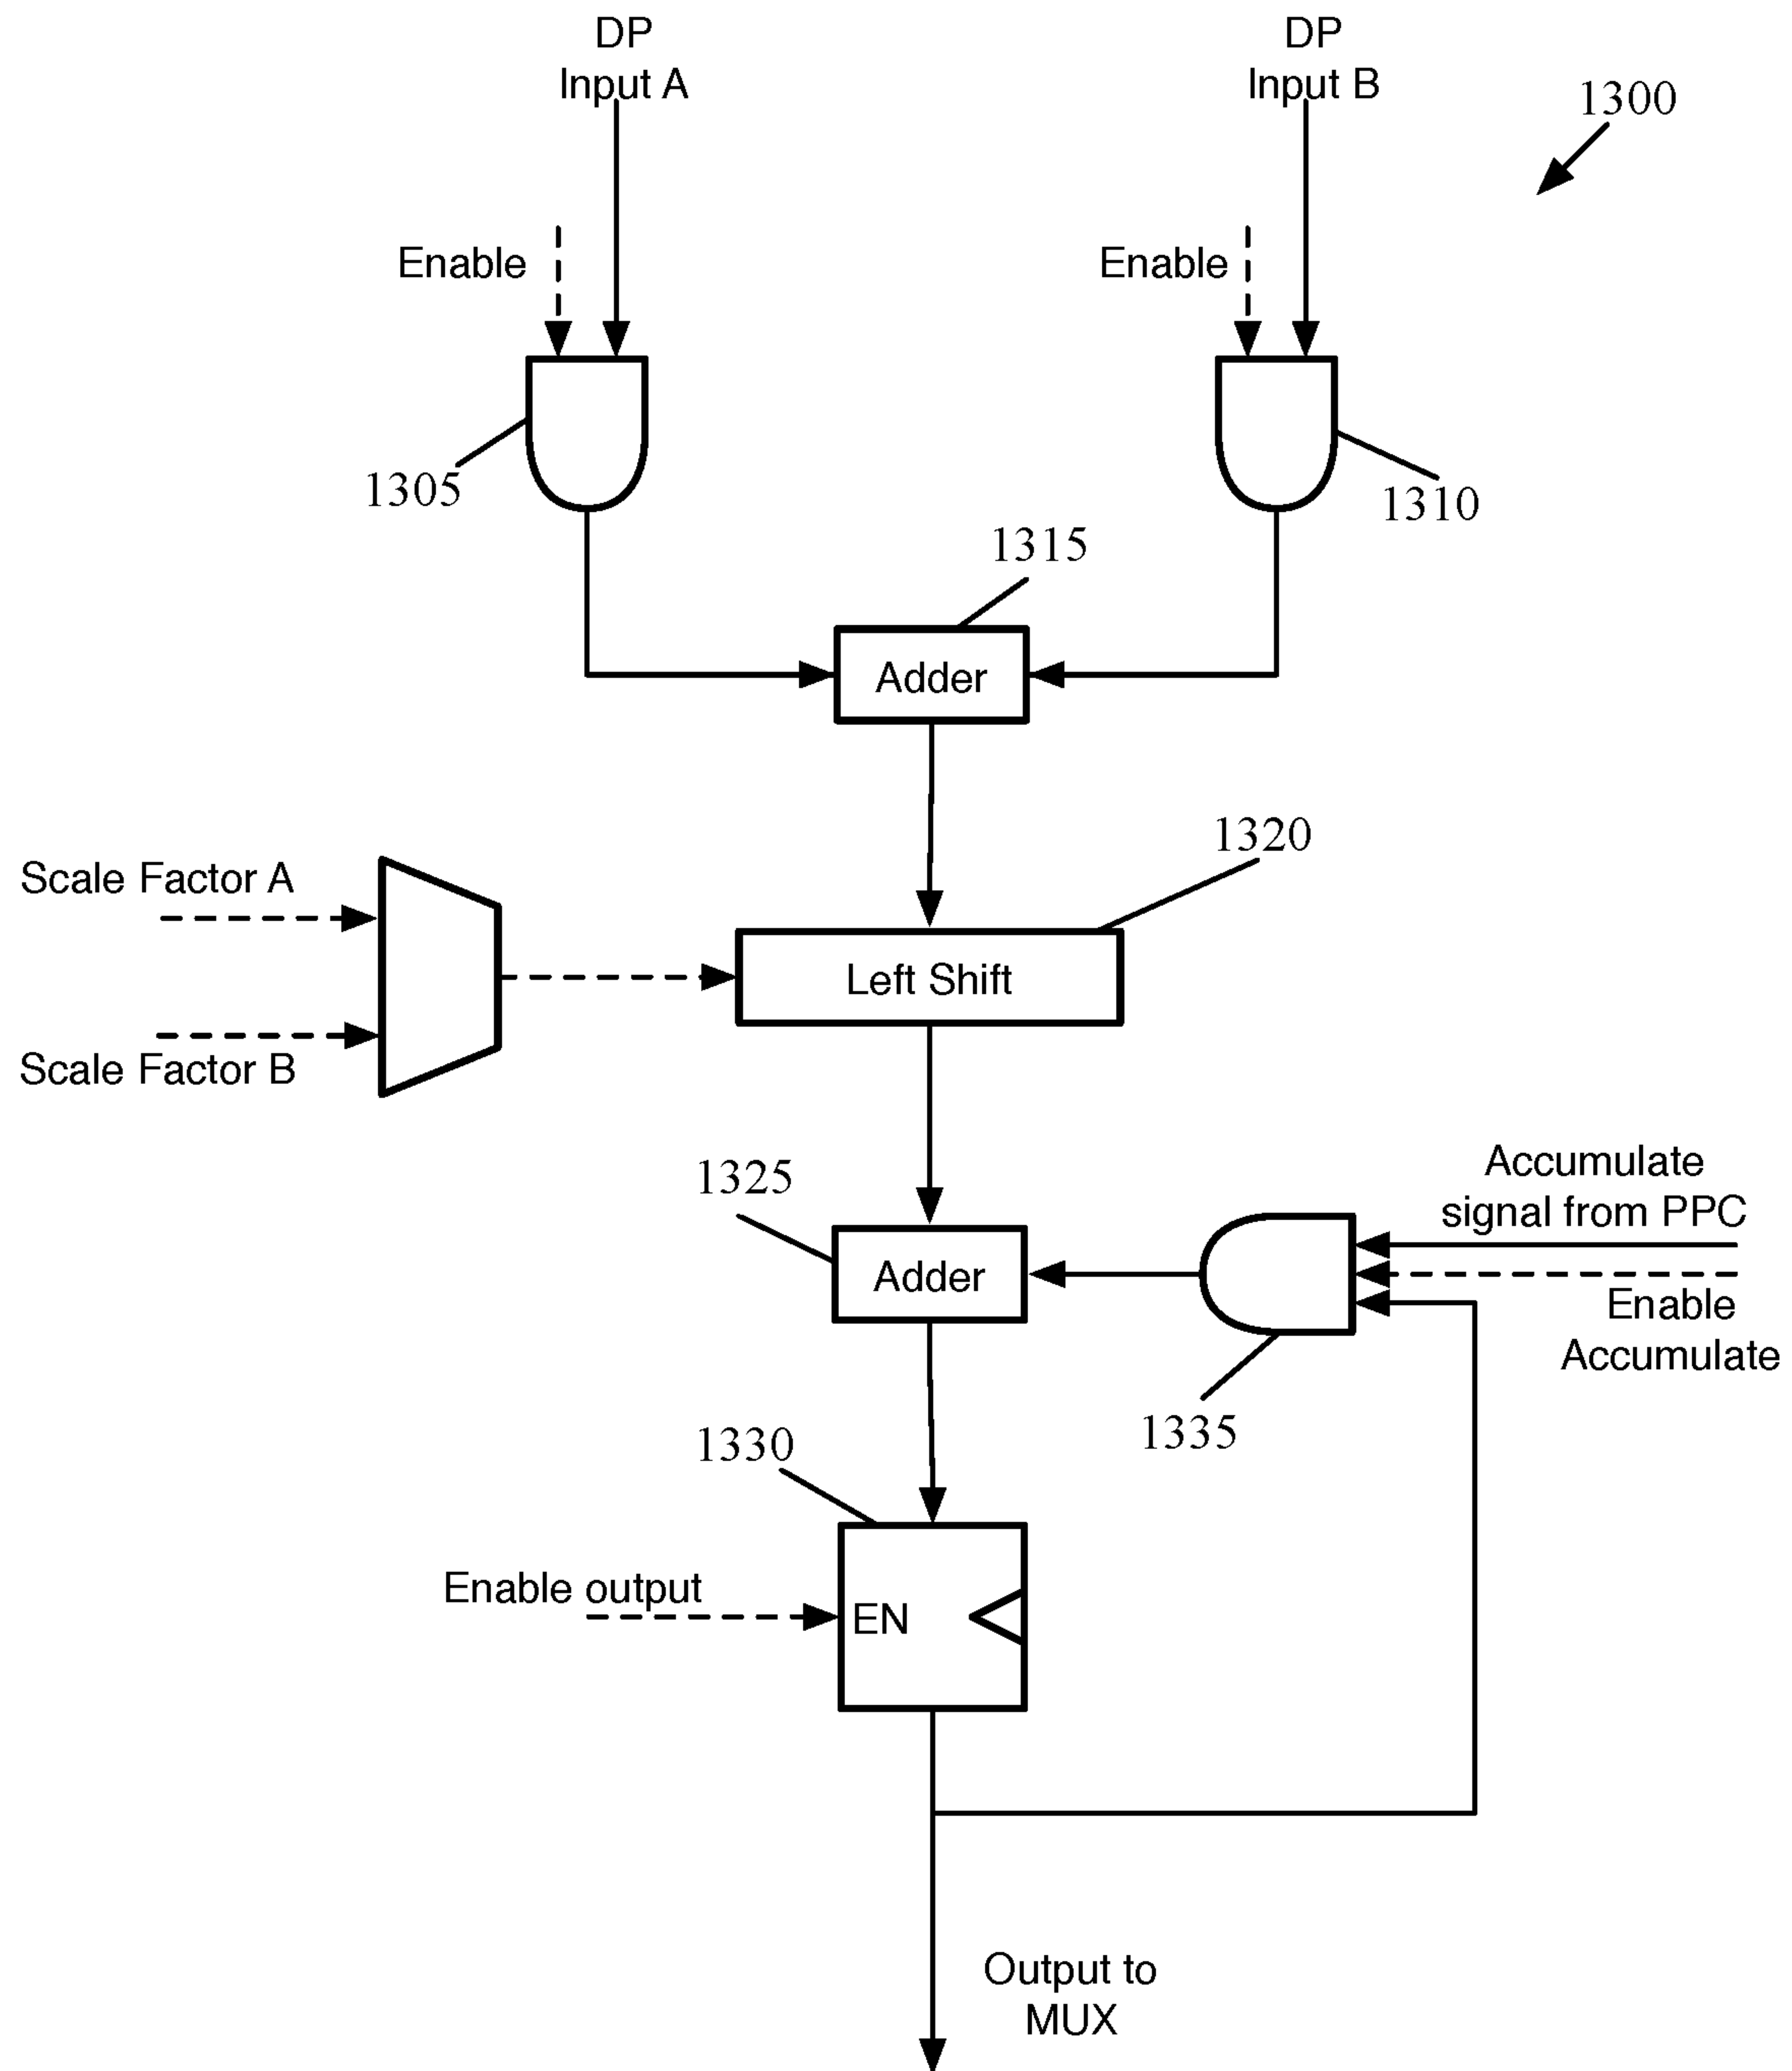 DP
Input A
DP
Input B
1300
Enable
Enable
1305
1310
1315
Adder
1320
Scale Factor A
Left Shift
Scale Factor B
Accumulate
signal from PPC
1325
Adder
Enable
Accumulate
1335
1330
Enable output
EN
Output to
MUX